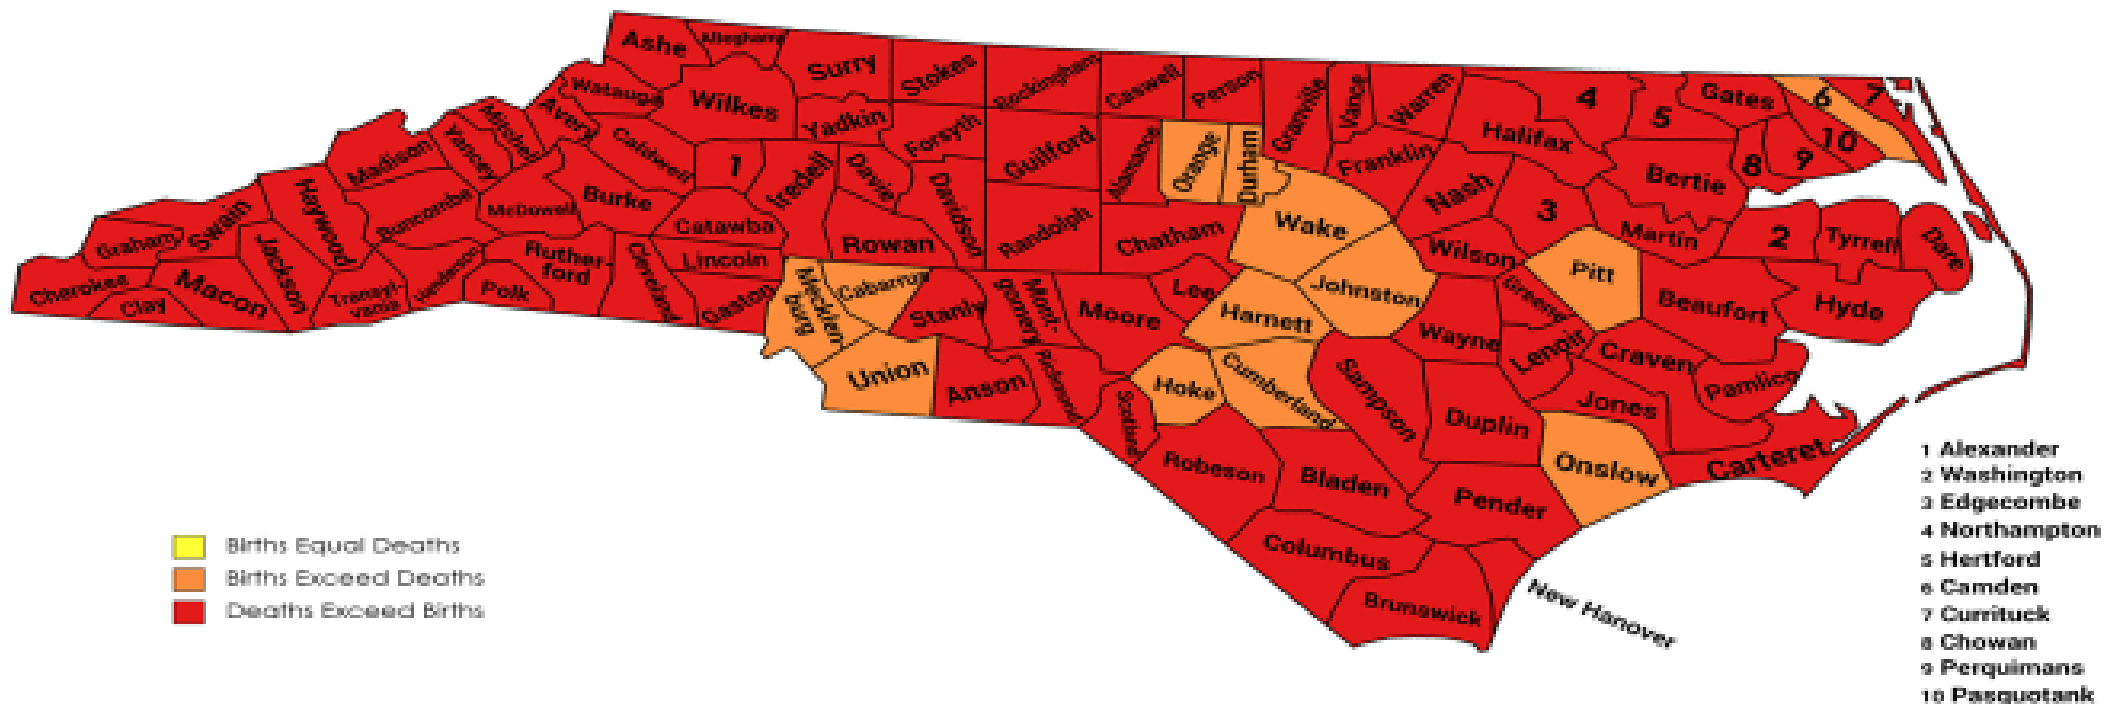 Ashe
Alleghany
Surry
Stokes
Rockingham
Caswell
Person
Granville
Vance
Warren
4
Gates
6
7
Watauga
Wilkes
Yadkin
Forsyth
Guilford
Alamance
Orange
Durham
Franklin
Halifax
5
10
Mitchell
Avery
Caldwell
1
Iredell
Davie
Davidson
Randolph
Chatham
Wake
Nash
3
Bertie
8
9
Madison
Yancey
Buncombe
McDowell
Burke
Catawba
Rowan
Wilson
Martin
2
Tyrrell
Dare
Graham
Swain
Haywood
Jackson
Rutherford
Cleveland
Lincoln
Cherokee
Clay
Macon
Transyl-
vania
Henderson
Polk
Gaston
Mecklen
burg
Cabarrus
Stanly
Mont-
gomery
Moore
Lee
Harnett
Johnston
Wayne
Greene
Pitt
Beaufort
Hyde
Lenoir
Craven
Pamlico
Union
Anson
Richmond
Scotland
Hoke
Cumberland
Sampson
Duplin
Jones
Robeson
Bladen
Pender
Onslow
Carteret
Columbus
Brunswick
New Hanover
Births Equal Deaths
Births Exceed Deaths
Deaths Exceed Births
1 Alexander
2 Washington
3 Edgecombe
4 Northampton
5 Hertford
6 Camden
7 Currituck
8 Chowan
9 Perquimans
10 Pasquotank